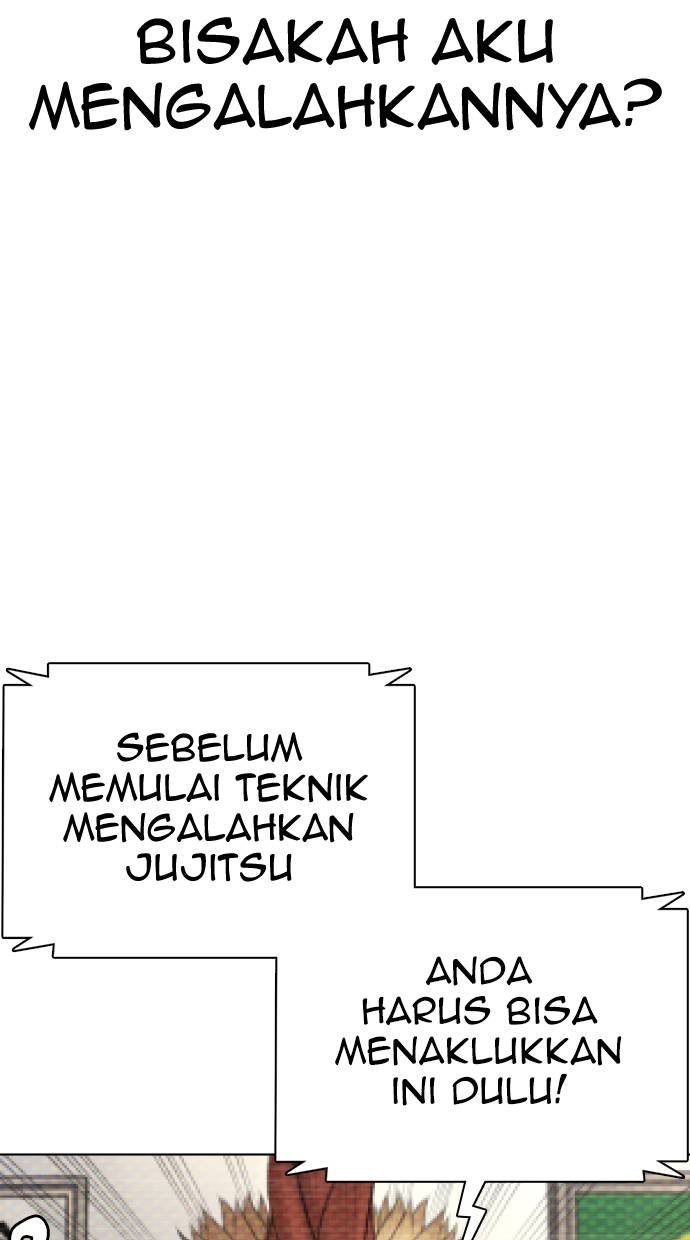 BISAKAH AKU
MENGALAHKANNYA?
SEBELUM
MEMULAI TEKNIK
MENGALAHKAN
JUJITSU
ANDA
HARUS BISA
MENAKLUKKAN
INI DULU!